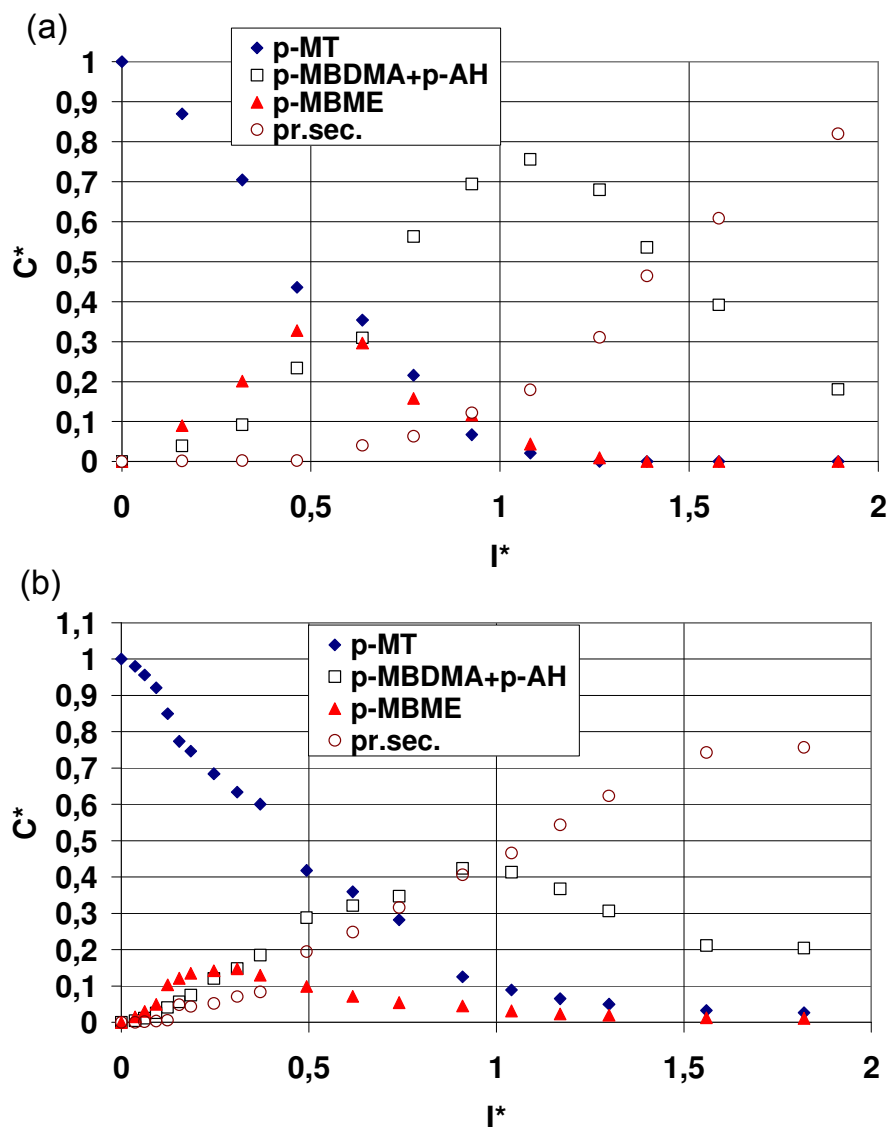 (a)
p-MT
p-MBDMA+p-AH
p-MBME
pr.sec.
1
0,9
0,8
0,7
0,6
0,5
0,4
0,3
0,2
0,1
0
C*
0 0,5 1 1,5 2
I*
(b)
p-MT
p-MBDMA+p-AH
p-MBME
pr.sec.
1,1
1
0,9
0,8
0,7
0,6
0,5
0,4
0,3
0,2
0,1
0
C*
0 0,5 1 1,5 2
I*